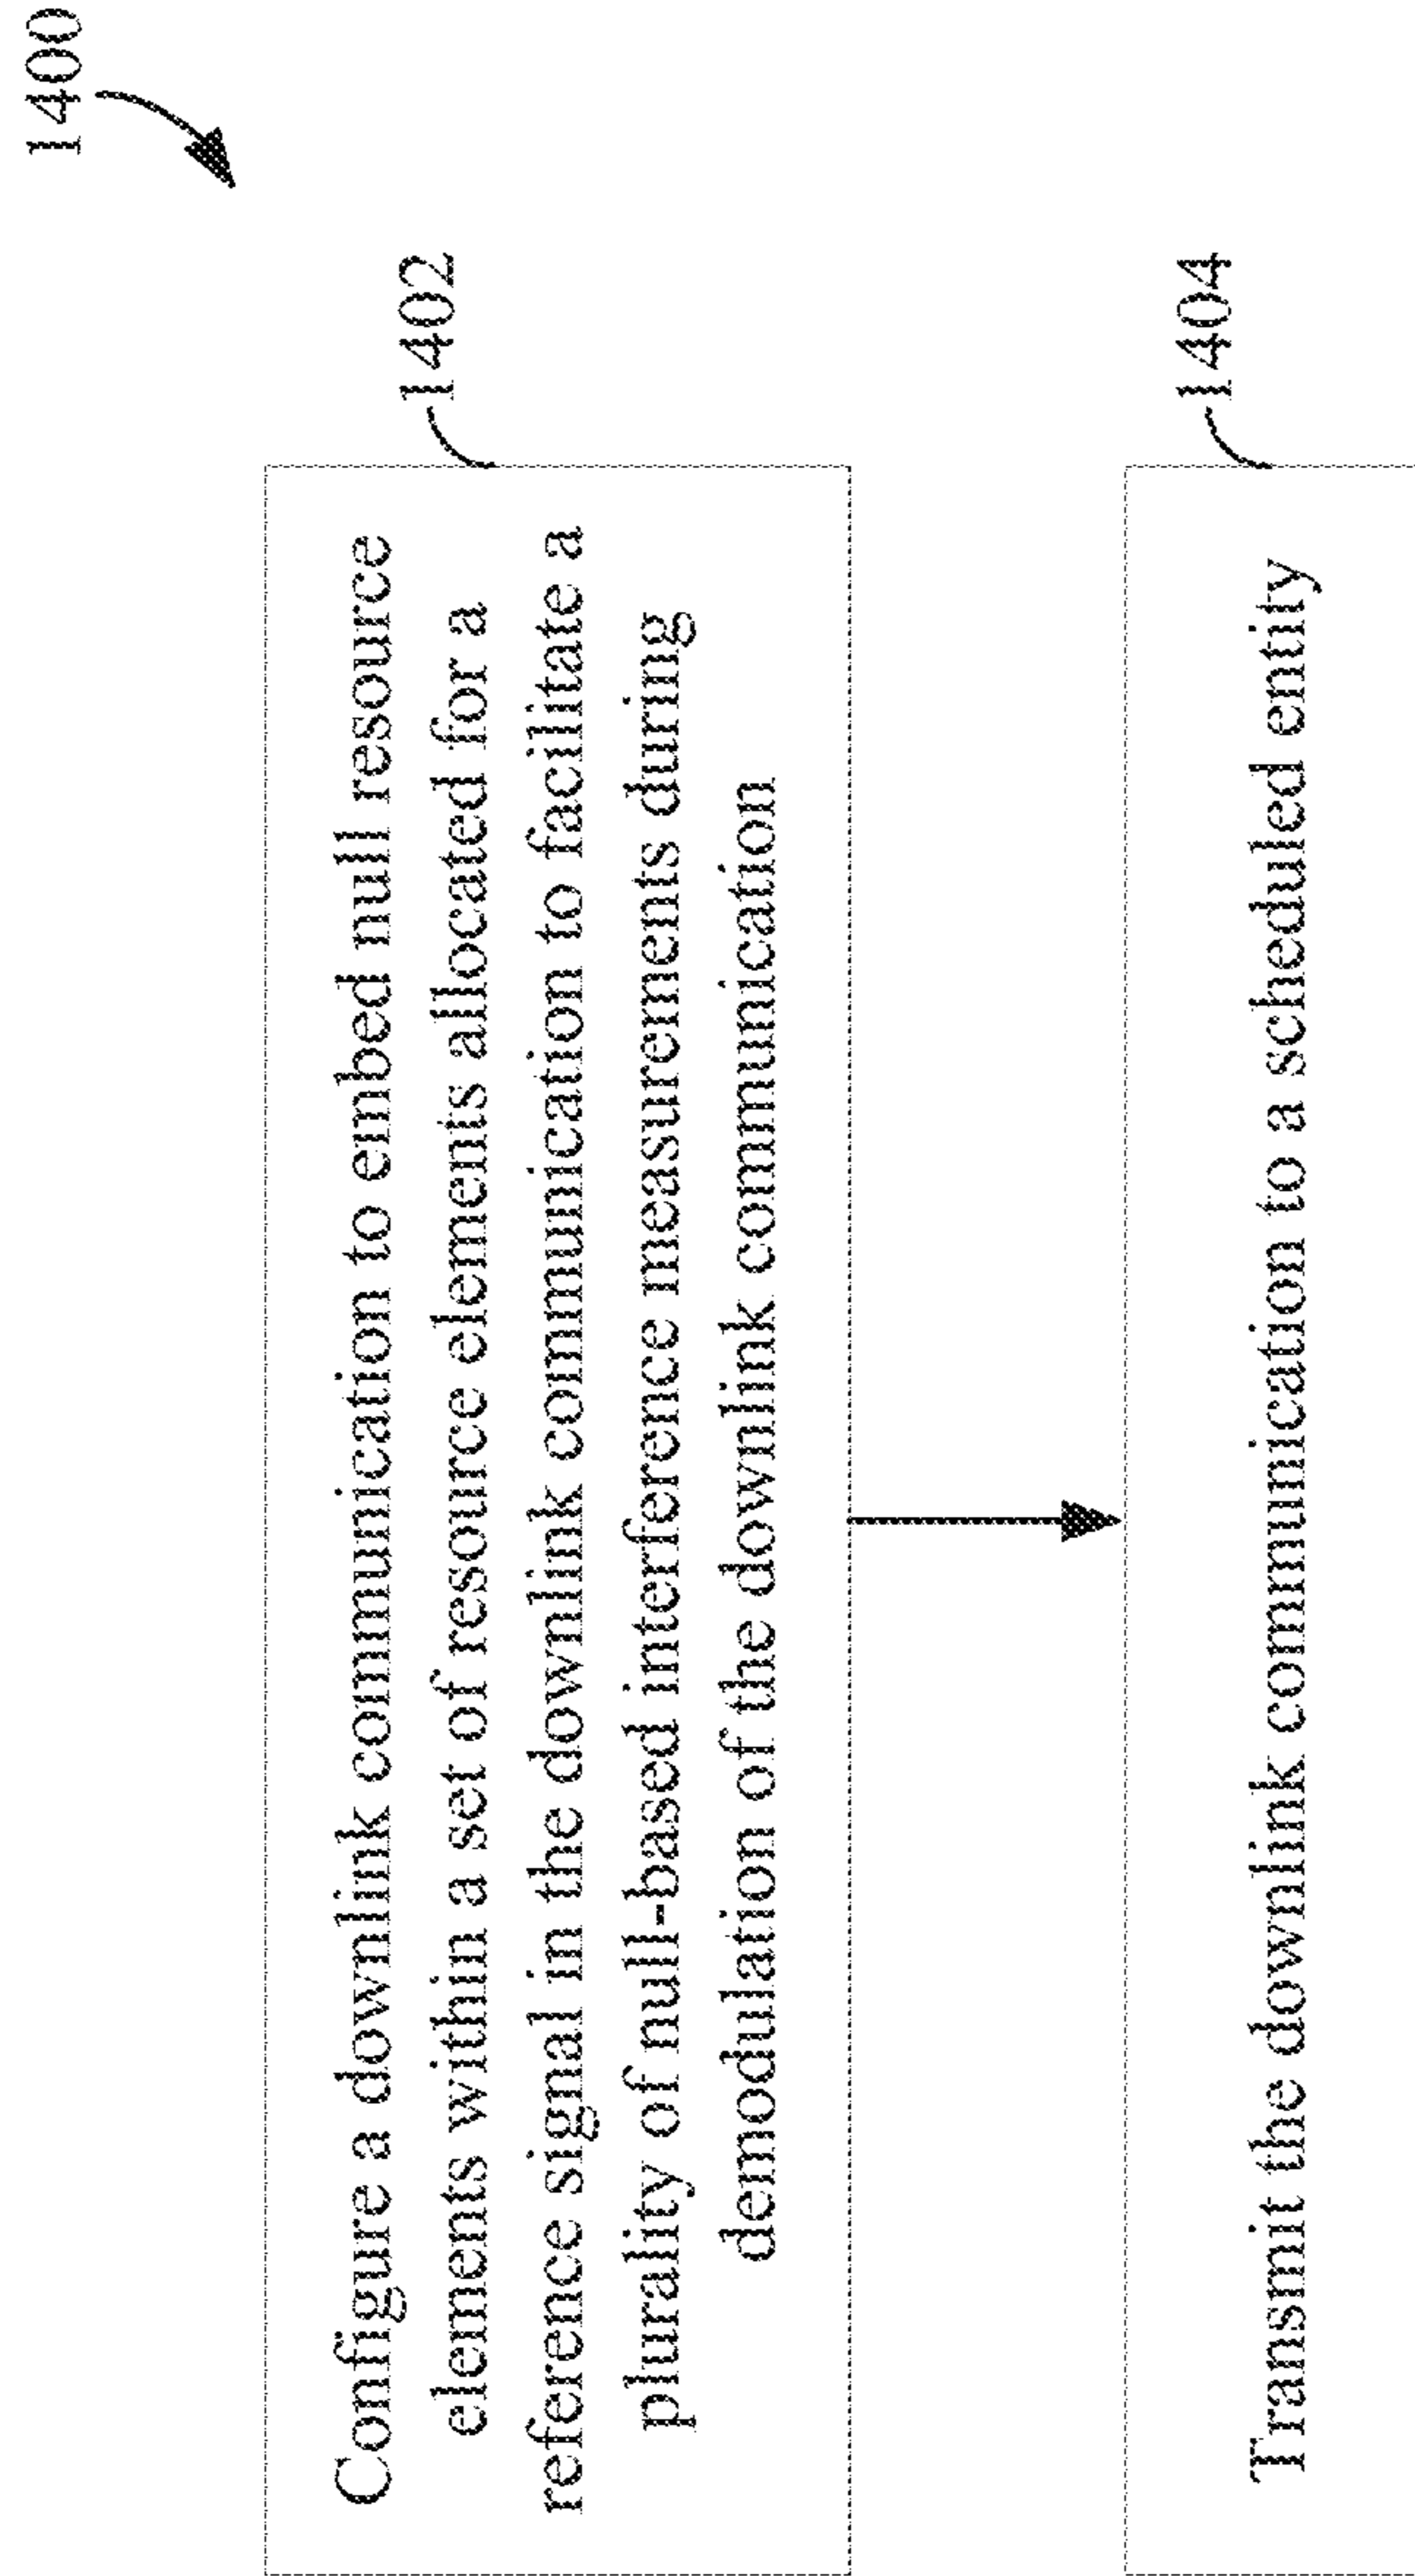 1400
1402
Configure a downlink communication to embed null resource
elements within a set of resource elements allocated for a
reference signal in the downlink communication to facilitate a
plurality of null-based interference measurements during
demodulation of the downlink communication
1404
Transmit the downlink communication to a scheduled entity